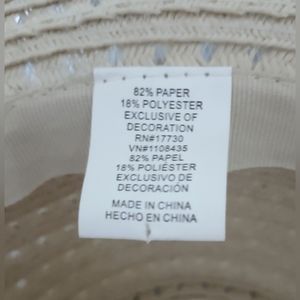 82% PAPER
18% POLYESTER
EXCLUSIVE OF
DECORATION
RN#17730
VN#1108435
82% PAPEL
18% POLIÉSTER
EXCLUSIVO DE
DECORACIÓN
MADE IN CHINA
HECHO EN CHINA